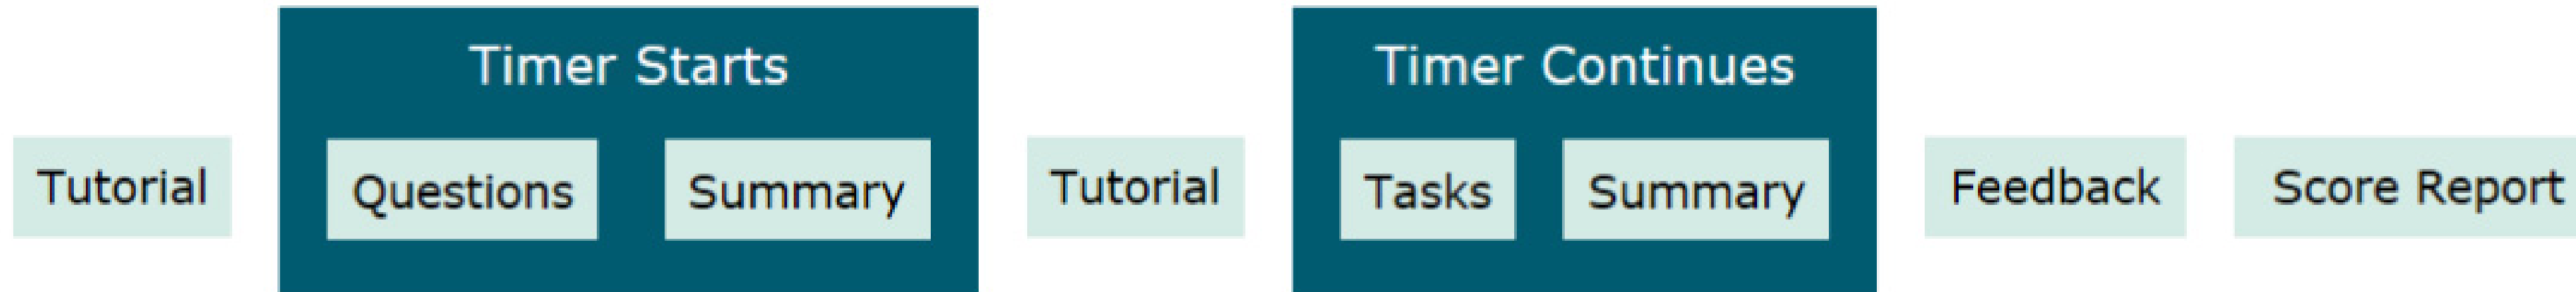 Tutorial
Timer Starts
Questions
Summary
Tutorial
Timer Continues
Tasks
Summary
Feedback
Score Report